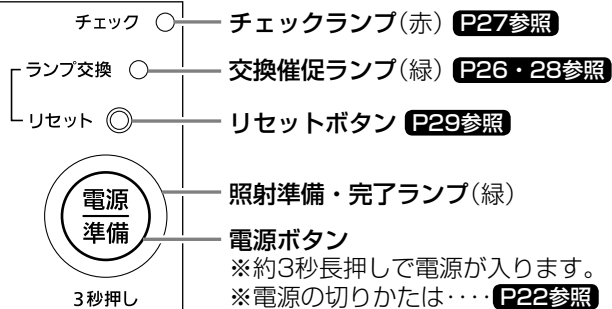 チェック チェックランプ(赤) P27参照
ランプ交換 交換催促ランプ(緑) P26・28参照
リセット リセットボタン P29参照
照射準備・完了ランプ(緑)
電源
準備
電源ボタン
※約3秒長押しで電源が入ります。
3秒押し
※電源の切りかたは‥‥P22参照